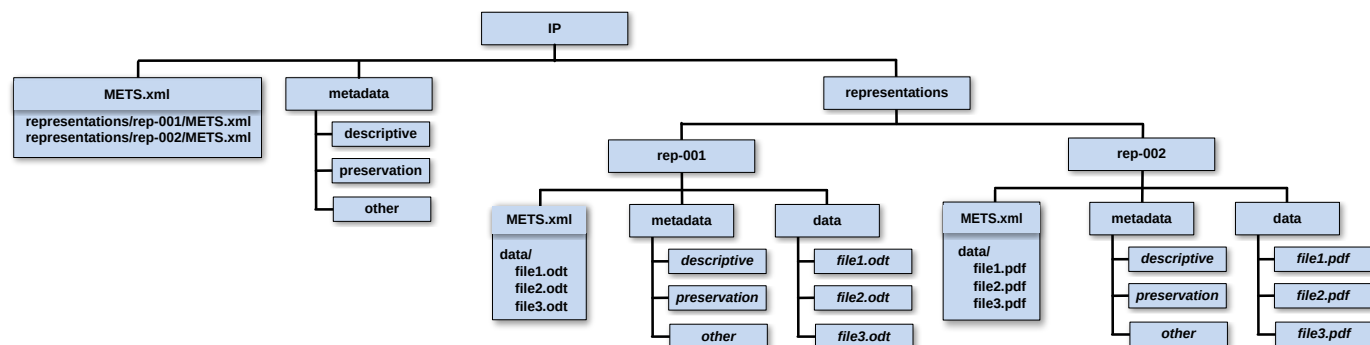 IP
METS.xml
representations/rep-001/METS.xml
representations/rep-002/METS.xml
metadata
descriptive
preservation
other
representations
rep-001
METS.xml
data/
file1.odt
file2.odt
file3.odt
metadata
descriptive
preservation
other
data
file1.odt
file2.odt
file3.odt
rep-002
METS.xml
data/
file1.pdf
file2.pdf
file3.pdf
metadata
descriptive
preservation
other
data
file1.pdf
file2.pdf
file3.pdf